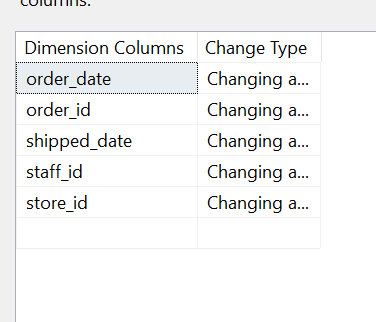 columns.
Dimension Columns Change Type
order_date Changing a...
order_id Changing a...
shipped_date Changing a...
staff_id Changing a...
store_id Changing a...